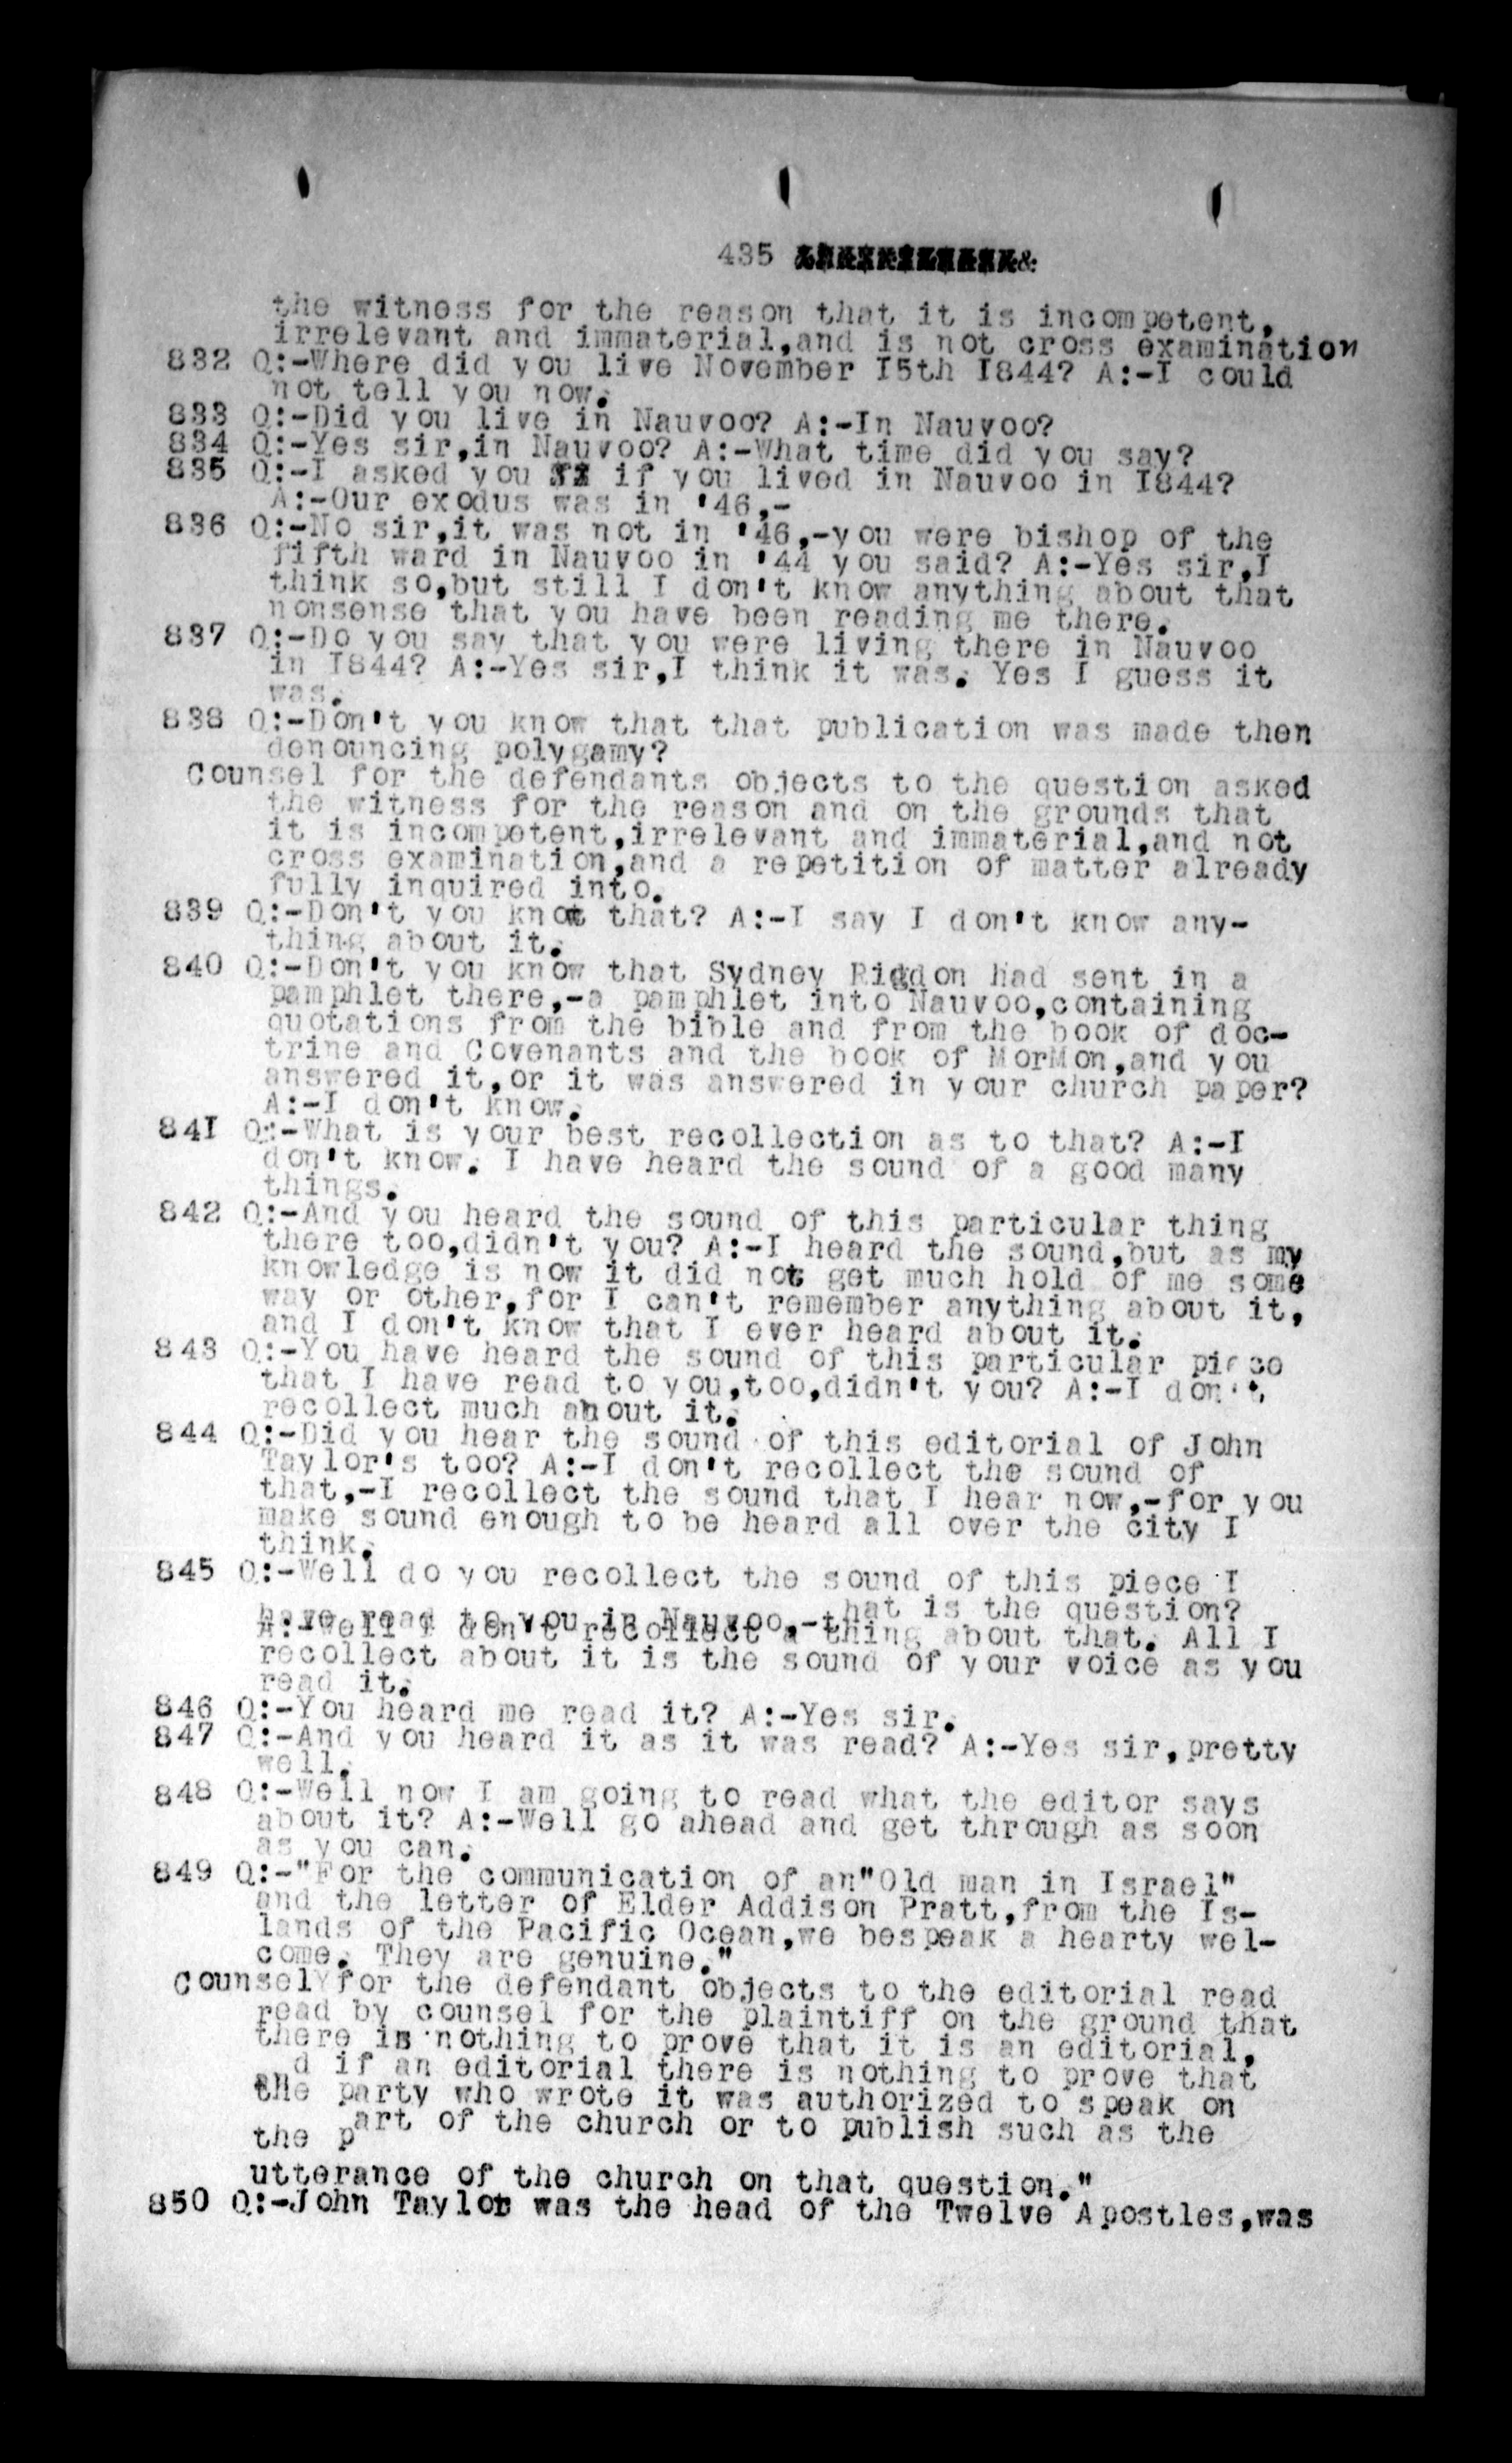 435
the witness for the reason that it is incompetent,
irrelevant and immaterial,and is not cross examination
832 Q:-Where did you live November I5th I844? A:-I could
not tell you now.
833 Q:-Did you live in Nauvoo? A:-In Nauvoo?
834 Q:-Yes sir,in Nauvoo? A:-What time did you say?
835 Q:-I asked you if you lived in Nauvoo in I844?
A:-Our exodus was in '46,-
836 Q:-No sir,it was not in '46,-you were bishop of the
fifth ward in Nauvoo in '44 you said? A:-Yes sir,I
think so,but still I don't know anything about that
nonsense that you have been reading me there.
837 Q:-Do you say that you were living there in Nauvoo
in I844? A:-Yes sir,I think it was. Yes I guess it
was.
838 Q:-Don't you know that that publication was made then
denouncing polygamy?
Counsel for the defendants objects to the question asked
the witness for the reason and on the grounds that
it is incompetent,irrelevant and immaterial,and not
cross examination,and a repetition of matter already
fully inquired into.
839 Q:-Don't you know that? A:-I say I don't know any-
thing about it.
840 Q:-Don't you know that Sydney Rigdon had sent in a
pamphlet there,-a pamphlet into Nauvoo,containing
quotations from the bible and from the book of doc-
trine and Covenants and the book of MorMon,and you
answered it,or it was answered in your church paper?
A:-I don't know.
84I Q:-What is your best recollection as to that? A:-I
don't know. I have heard the sound of a good many
things.
842 Q:-And you heard the sound of this particular thing
there too,didn't you? A:-I heard the sound,but as my
knowledge is now it did not get much hold of me some
way or other,for I can't remember anything about it,
and I don't know that I ever heard about it.
843 Q:-You have heard the sound of this particular piece
that I have read to you,too,didn't you? A:-I don't
recollect much about it.
844 Q:-Did you hear the sound of this editorial of John
Taylor's too? A:-I don't recollect the sound of
that,-I recollect the sound that I hear now,-for you
make sound enough to be heard all over the city I
think.
845 Q:-Well do you recollect the sound of this piece I
have read to you in Nauvoo,-that is the question?
A:-Well I don't recollect a thing about that. All I
recollect about it is the sound of your voice as you
read it.
846 Q:-You heard me read it? A:-Yes sir.
847 Q:-And you heard it as it was read? A:-Yes sir,pretty
well.
848 Q:-Well now I am going to read what the editor says
about it? A:-Well go ahead and get through as soon
as you can.
849 Q:-"For the communication of an"Old man in Israel"
and the letter of Elder Addison Pratt,from the Is-
lands of the Pacific Ocean,we bespeak a hearty wel-
come. They are genuine."
Counsel for the defendant objects to the editorial read
read by counsel for the plaintiff on the ground that
there is nothing to prove that it is an editorial,
and if an editorial there is nothing to prove that
the party who wrote it was authorized to speak on
the part of the church or to publish such as the
utterance of the church on that question."
850 Q:-John Taylor was the head of the Twelve Apostles,was